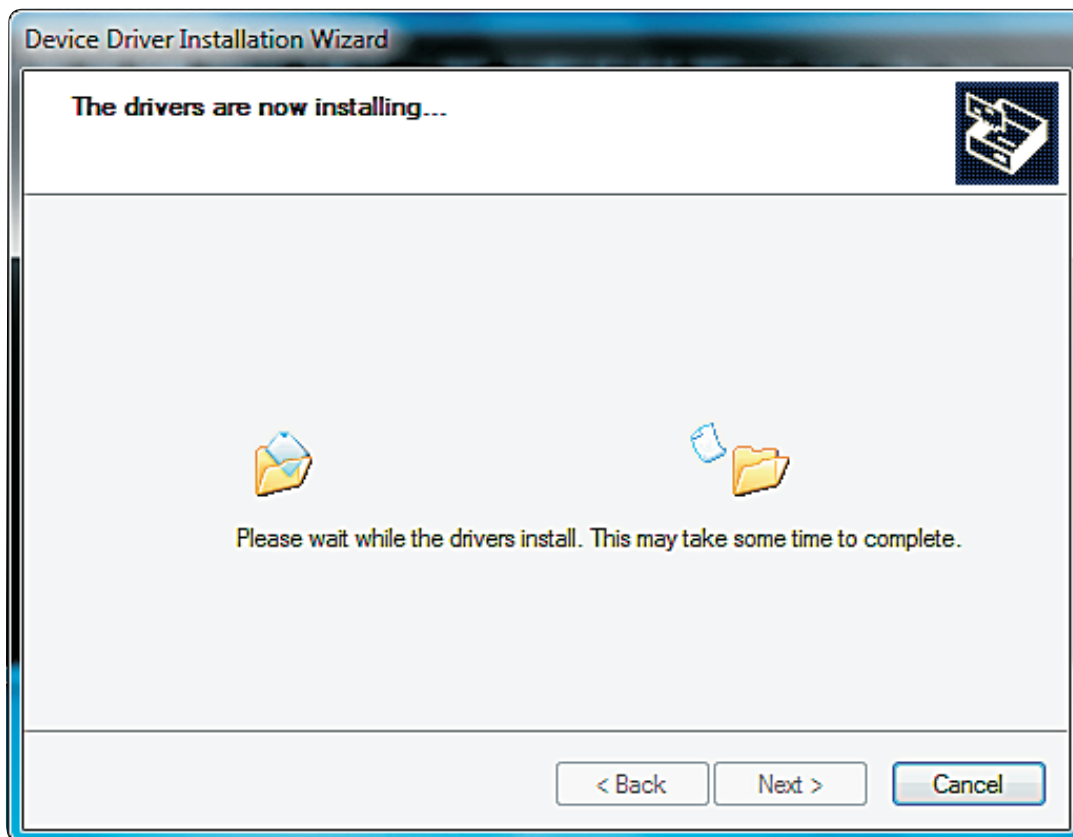 Device Driver Installation Wizard
The drivers are now installing...
Please wait while the drivers install. This may take some time to complete.
< Back
Next >
Cancel